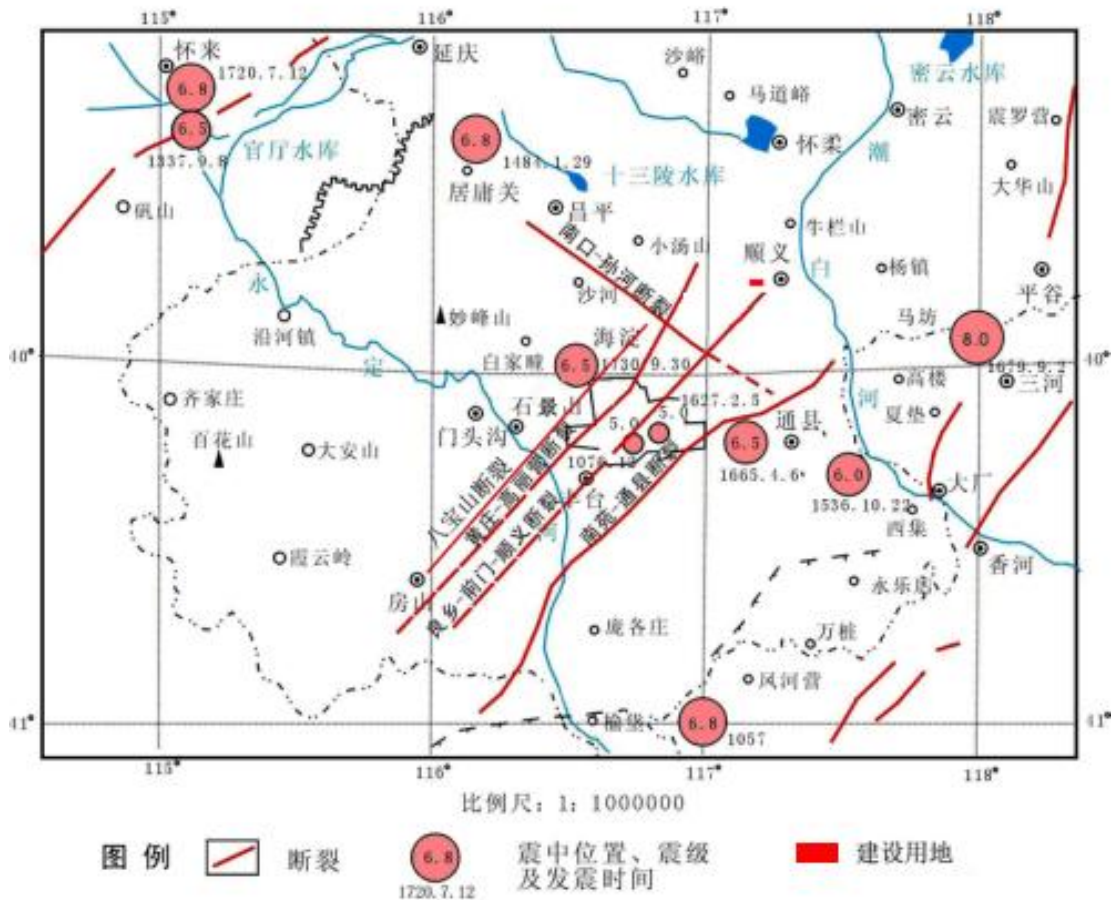 115°
116°
117°
118°
怀来
1720.7.12
6.8
6.5
1337.9.8
延庆
官厅水库
矾山
6.8
1484.1.29
居庸关
十三陵水库
昌平
沙峪
马道峪
怀柔
密云水库
密云
潮
震罗营
大华山
小汤山
牛栏山
南口-孙河断裂
沙河
顺义
白
杨镇
平谷
马坊
8.0
1679.9.2
永
沿河镇
妙峰山
白家疃
海淀
40°
6.5
9.30
40°
定
高楼
三河
齐家庄
石景山
1627.2.5
河
夏垫
门头沟
5.0
5.0
通县
6.5
1665.4.6
百花山
大安山
6.0
1536.10.22
大厂
西集
八宝山断裂
黄庄-高丽营断裂
良乡-前门-顺义断裂
南苑-通县断裂
丰台
河
霞云岭
房山
香河
永乐店
庞各庄
万桩
风河营
41°
榆垡
6.8
1057
41°
115°
116°
117°
118°
比例尺：1：1000000
图 例
断裂
6.8
1720.7.12
震中位置、震级
及发震时间
建设用地